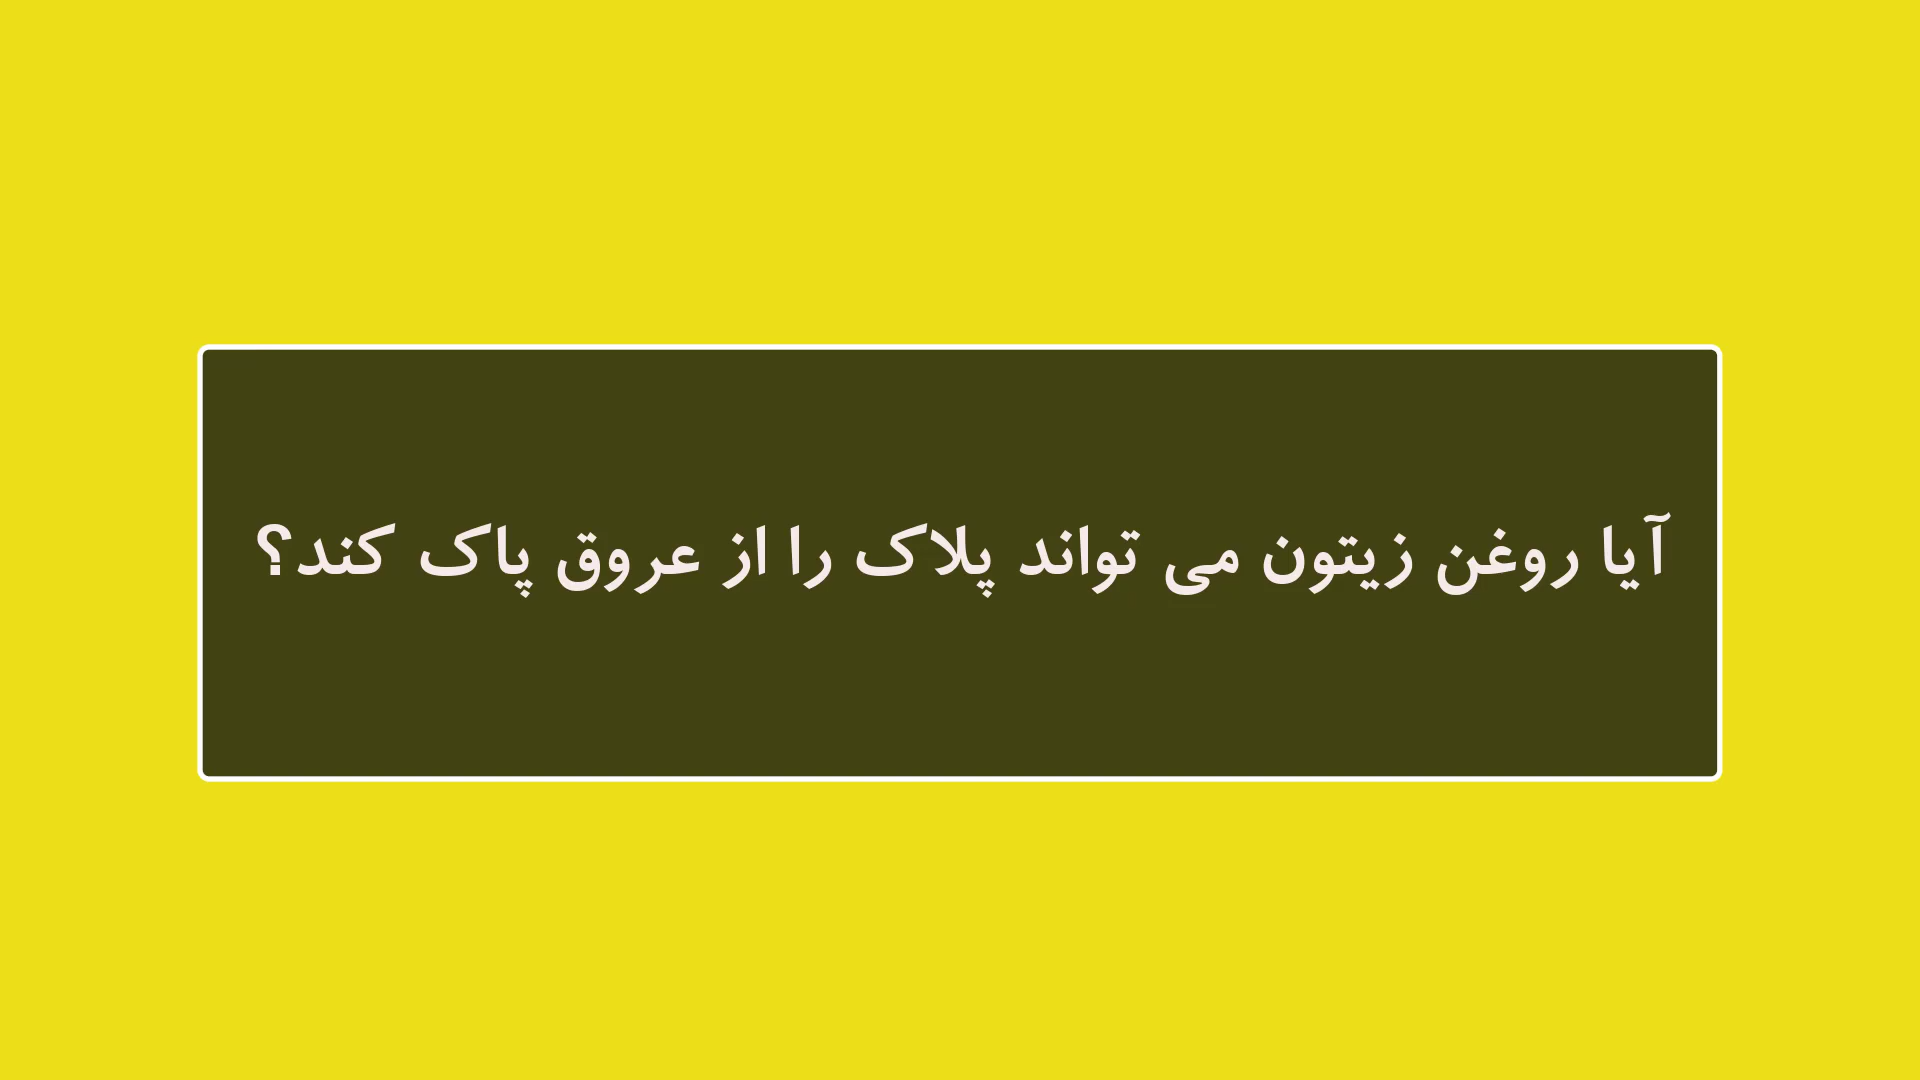 آیا روغن زیتون می تواند پلاک را از عروق پاک کند؟